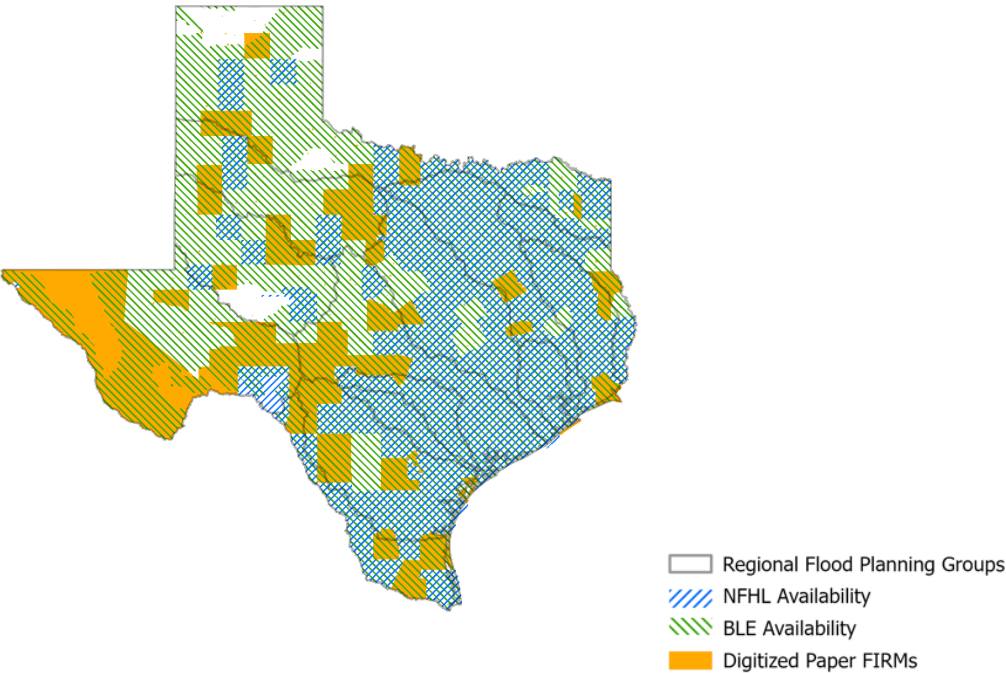 Regional Flood Planning Groups
NFHL Availability
BLE Availability
Digitized Paper FIRMs